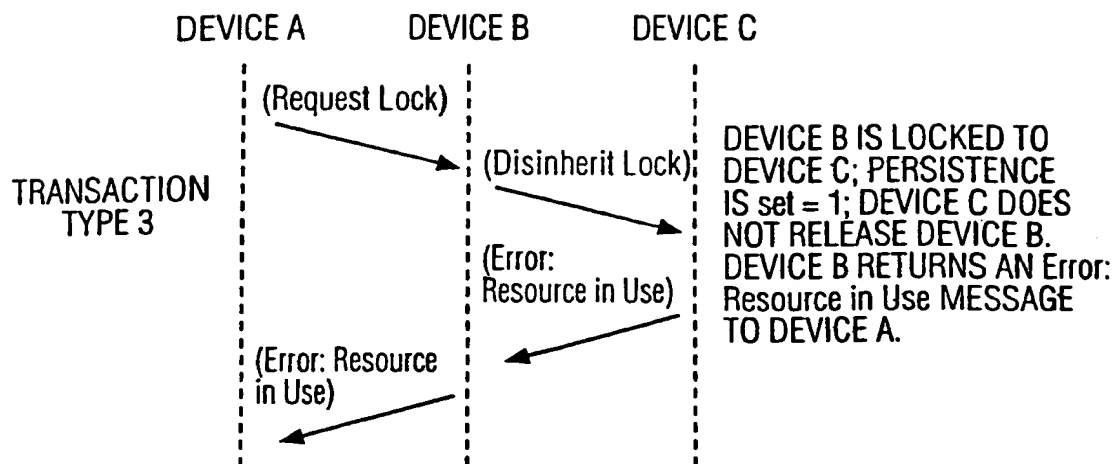 DEVICE A DEVICE B DEVICE C
(Request Lock)
(Disinherit Lock)
TRANSACTION
TYPE 3
DEVICE B IS LOCKED TO
DEVICE C; PERSISTENCE
IS set = 1; DEVICE C DOES
NOT RELEASE DEVICE B.
DEVICE B RETURNS AN Error:
Resource in Use MESSAGE
TO DEVICE A.
(Error:
Resource in Use)
(Error: Resource
in Use)